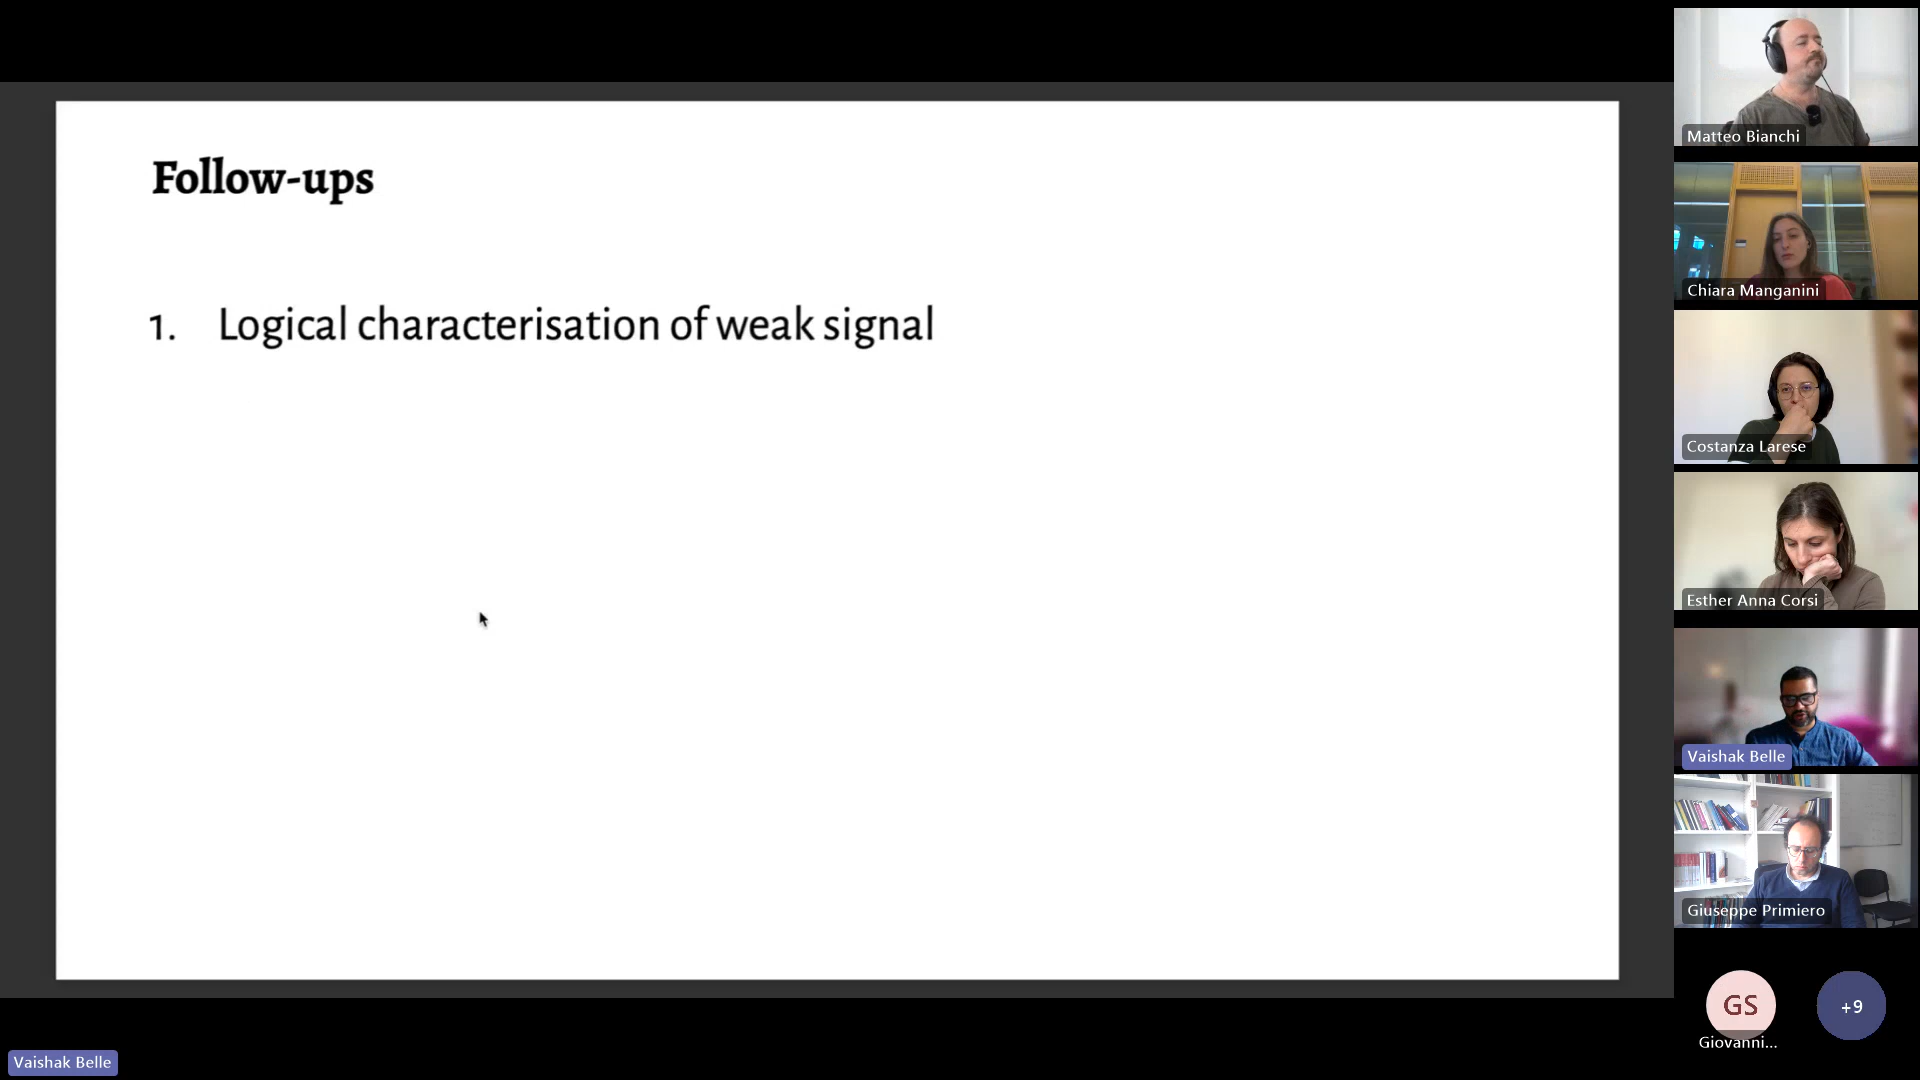 Follow-ups
1. Logical characterisation of weak signal
Matteo Bianchi
Chiara Manganini
Costanza Larese
Esther Anna Corsi
Vaishak Belle
Giuseppe Primiero
GS
+9
Giovanni...
Vaishak Belle